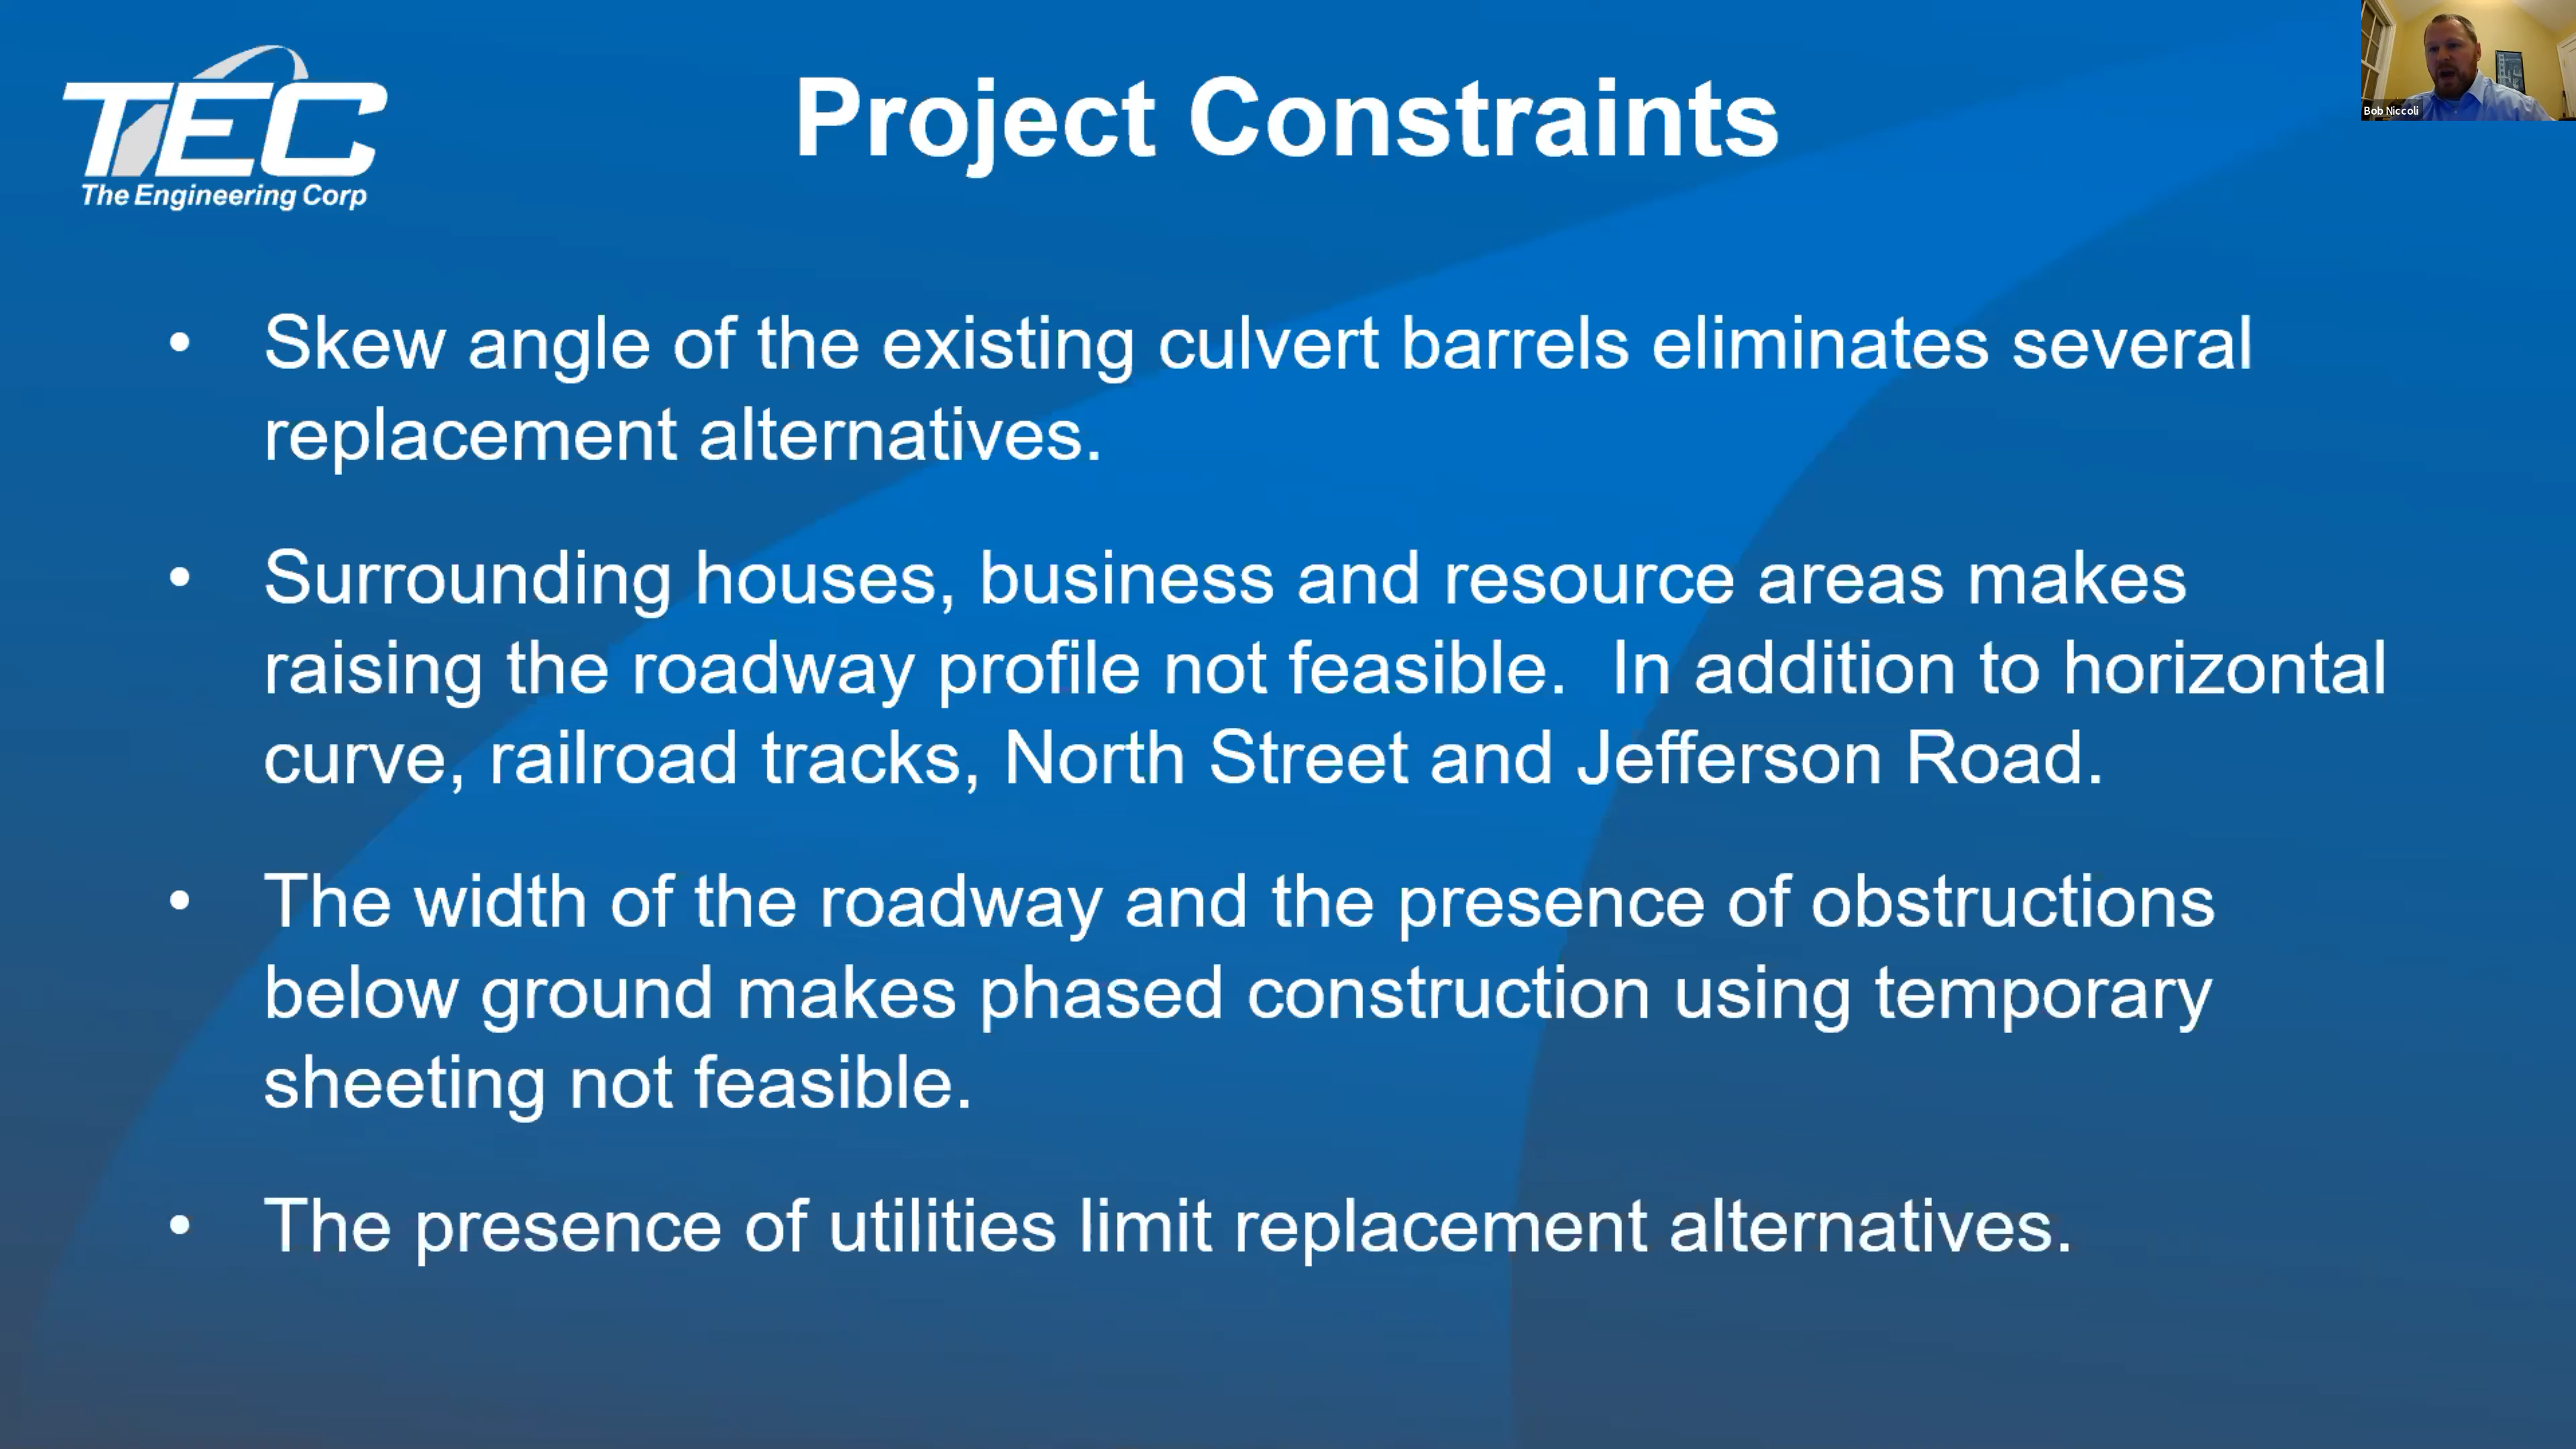 TEC
The Engineering Corp
Project Constraints
Bob Niccoli
• Skew angle of the existing culvert barrels eliminates several
replacement alternatives.
• Surrounding houses, business and resource areas makes
raising the roadway profile not feasible.  In addition to horizontal
curve, railroad tracks, North Street and Jefferson Road.
• The width of the roadway and the presence of obstructions
below ground makes phased construction using temporary
sheeting not feasible.
• The presence of utilities limit replacement alternatives.